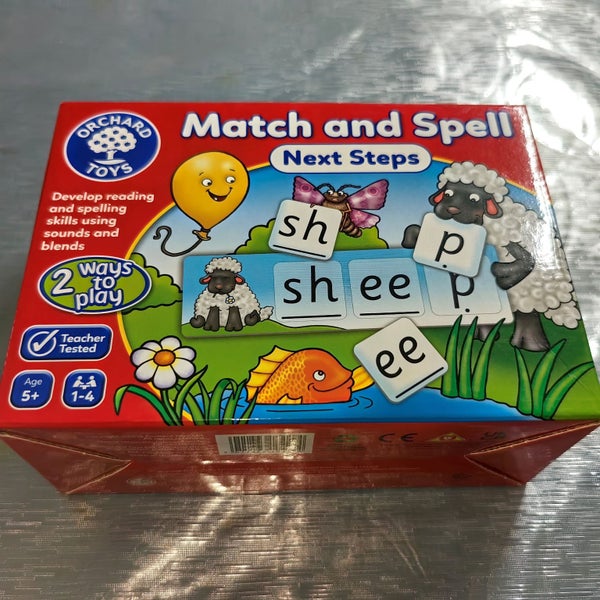 ORCHARD
TOYS
Match and Spell
Next Steps
Develop reading
and spelling
skills using
sounds and
blends
2 ways
to
play
Teacher
Tested
Age
5+
1-4
sh
p
sh ee p
ee
CE